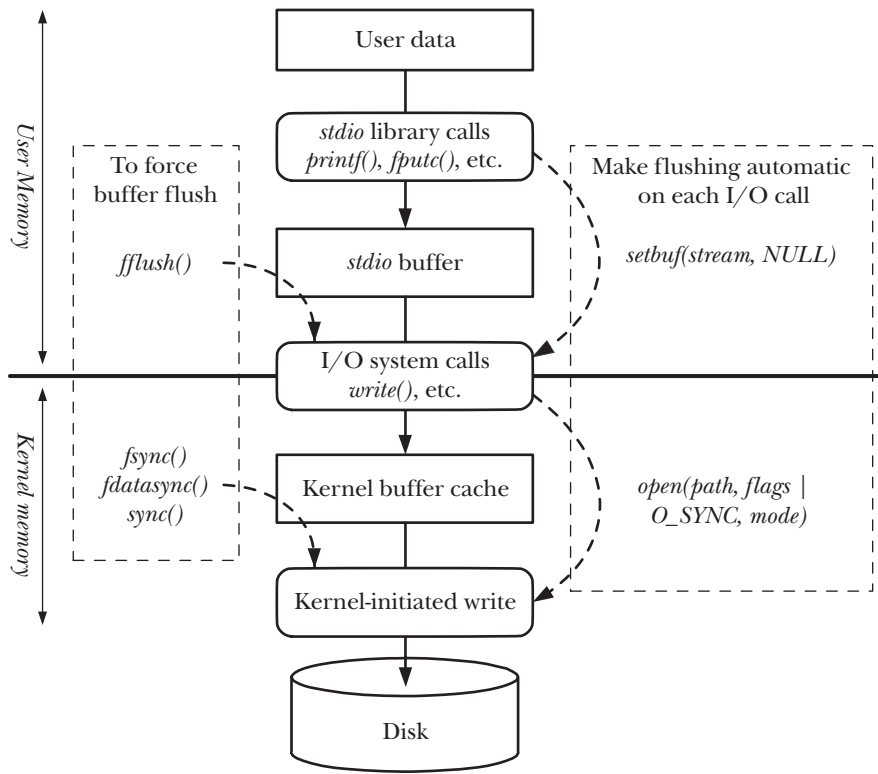 User data
User Memory
stdio library calls
printf(), fputc(), etc.
To force
buffer flush
Make flushing automatic
on each I/O call
fflush()
stdio buffer
setbuf(stream, NULL)
I/O system calls
write(), etc.
Kernel memory
fsync()
fdatasync()
sync()
Kernel buffer cache
open(path, flags |
O_SYNC, mode)
Kernel-initiated write
Disk